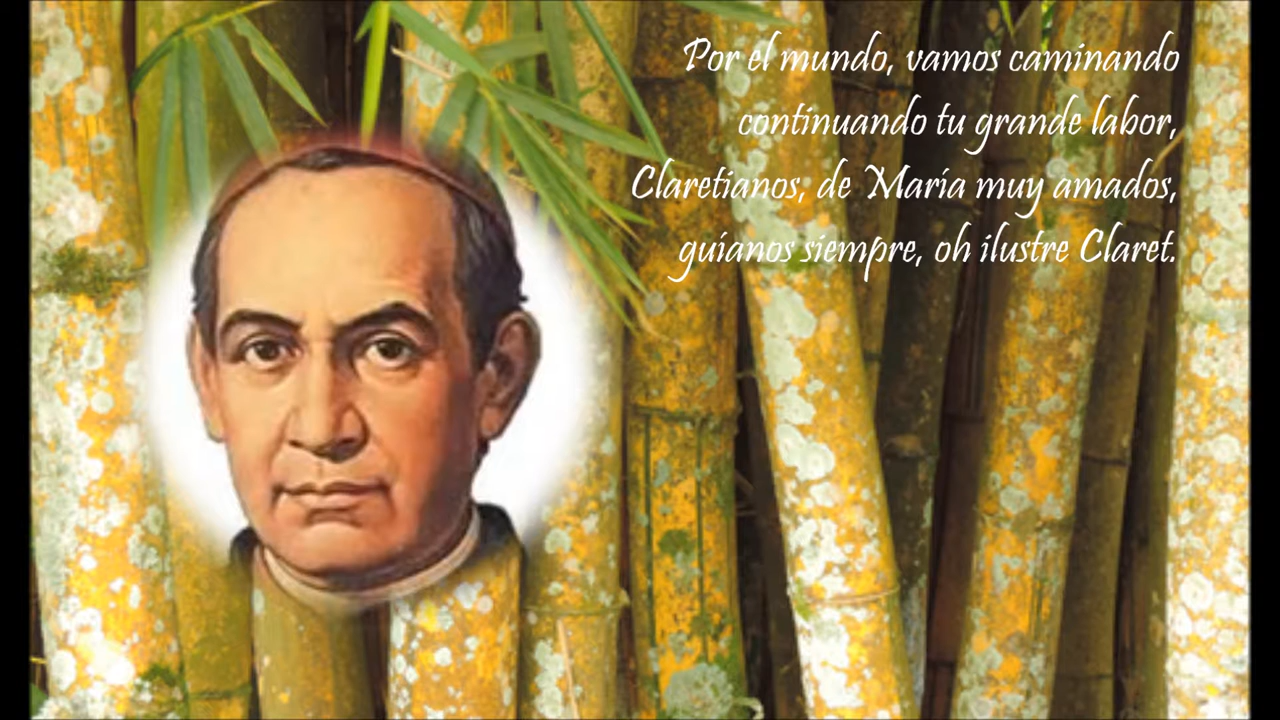 Por el mundo, vamos caminando
continuando tu grande labor,
Claretianos, de María muy amados,
guíanos siempre, oh ilustre Claret.